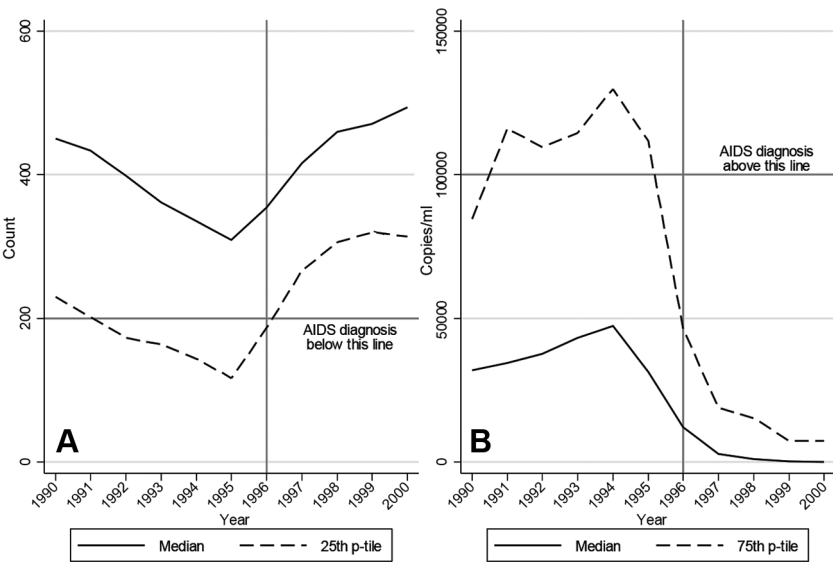 600
400
200
0
Count
AIDS diagnosis
below this line
A
1990 1991 1992 1993 1994 1995 1996 1997 1998 1999 2000
Year
Median 25th p-tile
150000
100000
50000
0
Copies/ml
AIDS diagnosis
above this line
B
1990 1991 1992 1993 1994 1995 1996 1997 1998 1999 2000
Year
Median 75th p-tile